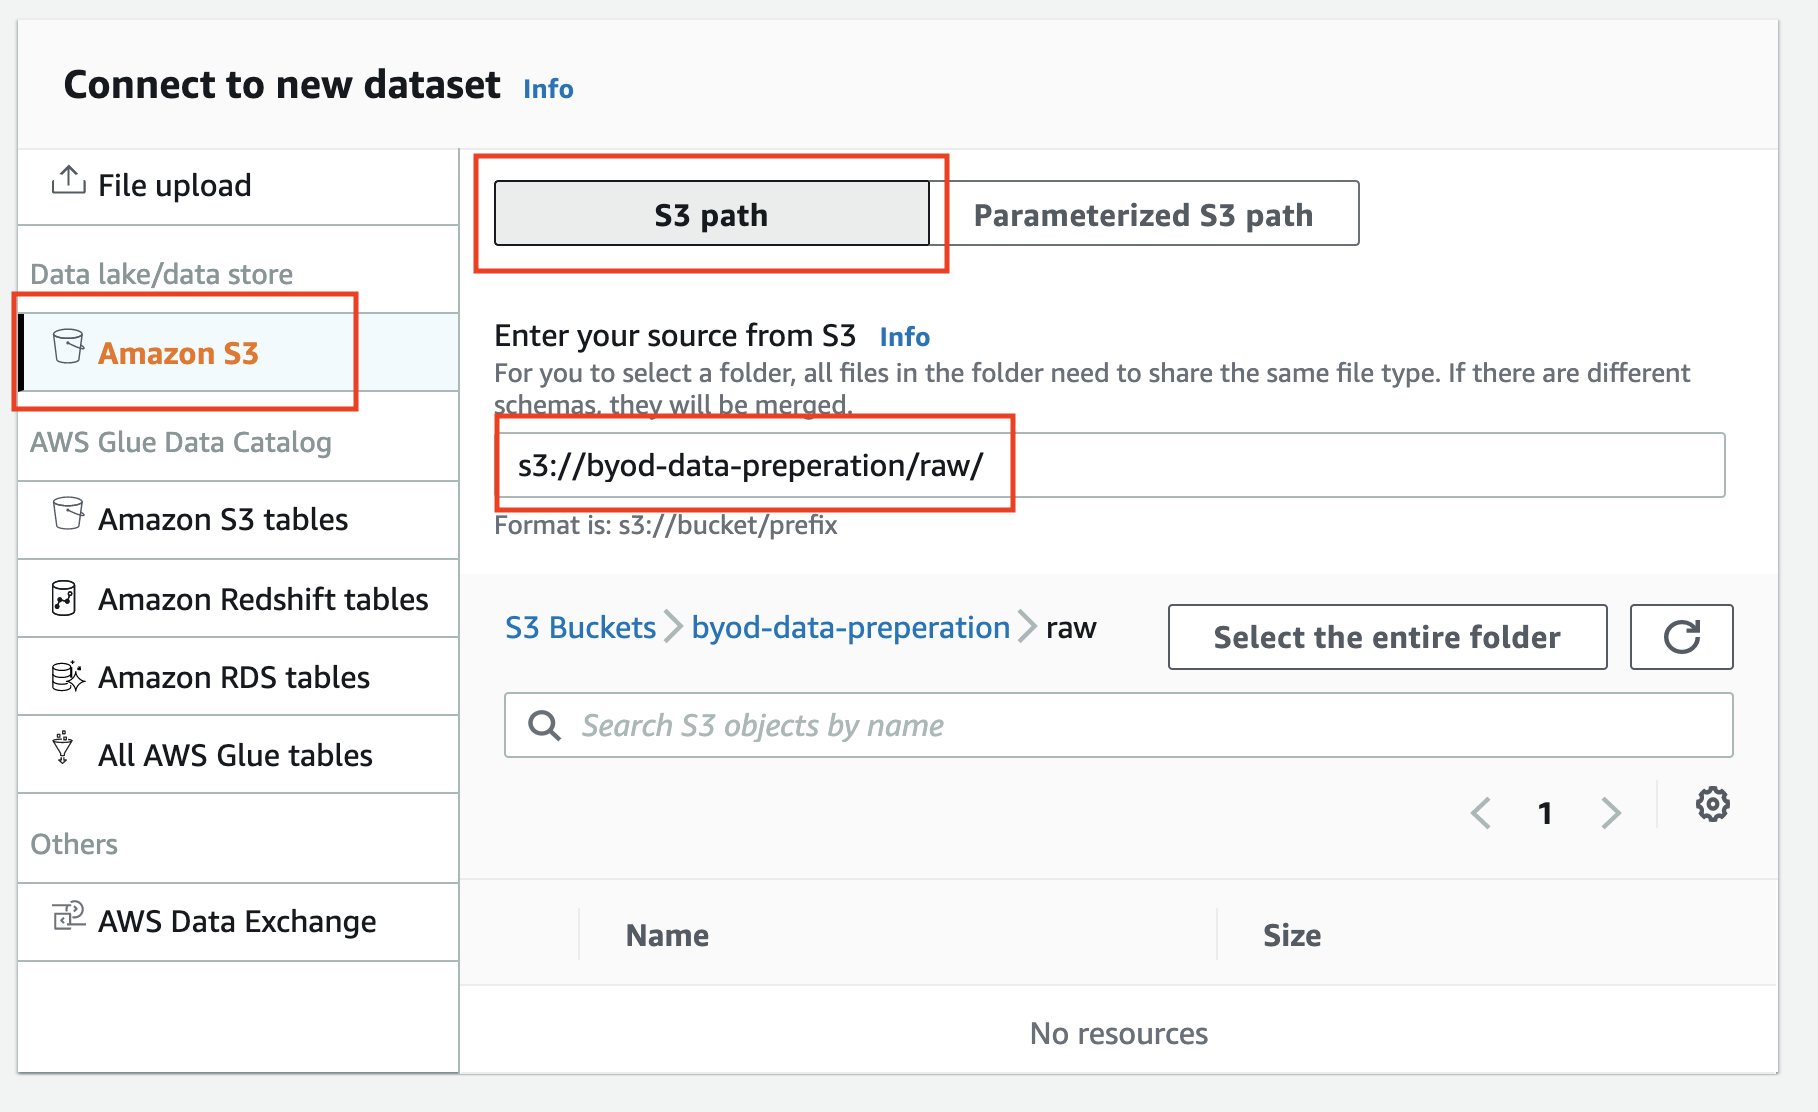 Connect to new dataset Info
File upload
Data lake/data store
Amazon S3
AWS Glue Data Catalog
Amazon S3 tables
Amazon Redshift tables
Amazon RDS tables
All AWS Glue tables
Others
AWS Data Exchange
S3 path
Parameterized S3 path
Enter your source from S3 Info
For you to select a folder, all files in the folder need to share the same file type. If there are different
schemas, they will be merged.
s3://byod-data-preperation/raw/
Format is: s3://bucket/prefix
S3 Buckets byod-data-preperation raw
Select the entire folder
Search S3 objects by name
1
Name Size
No resources